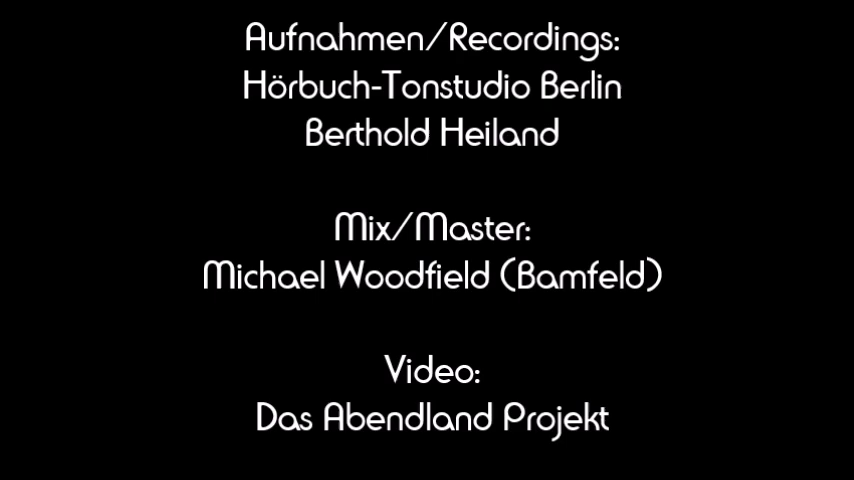 Aufnahmen/Recordings:
Hörbuch-Tonstudio Berlin
Berthold Heiland
Mix/Master:
Michael Woodfield (Bamfeld)
Video:
Das Abendland Projekt